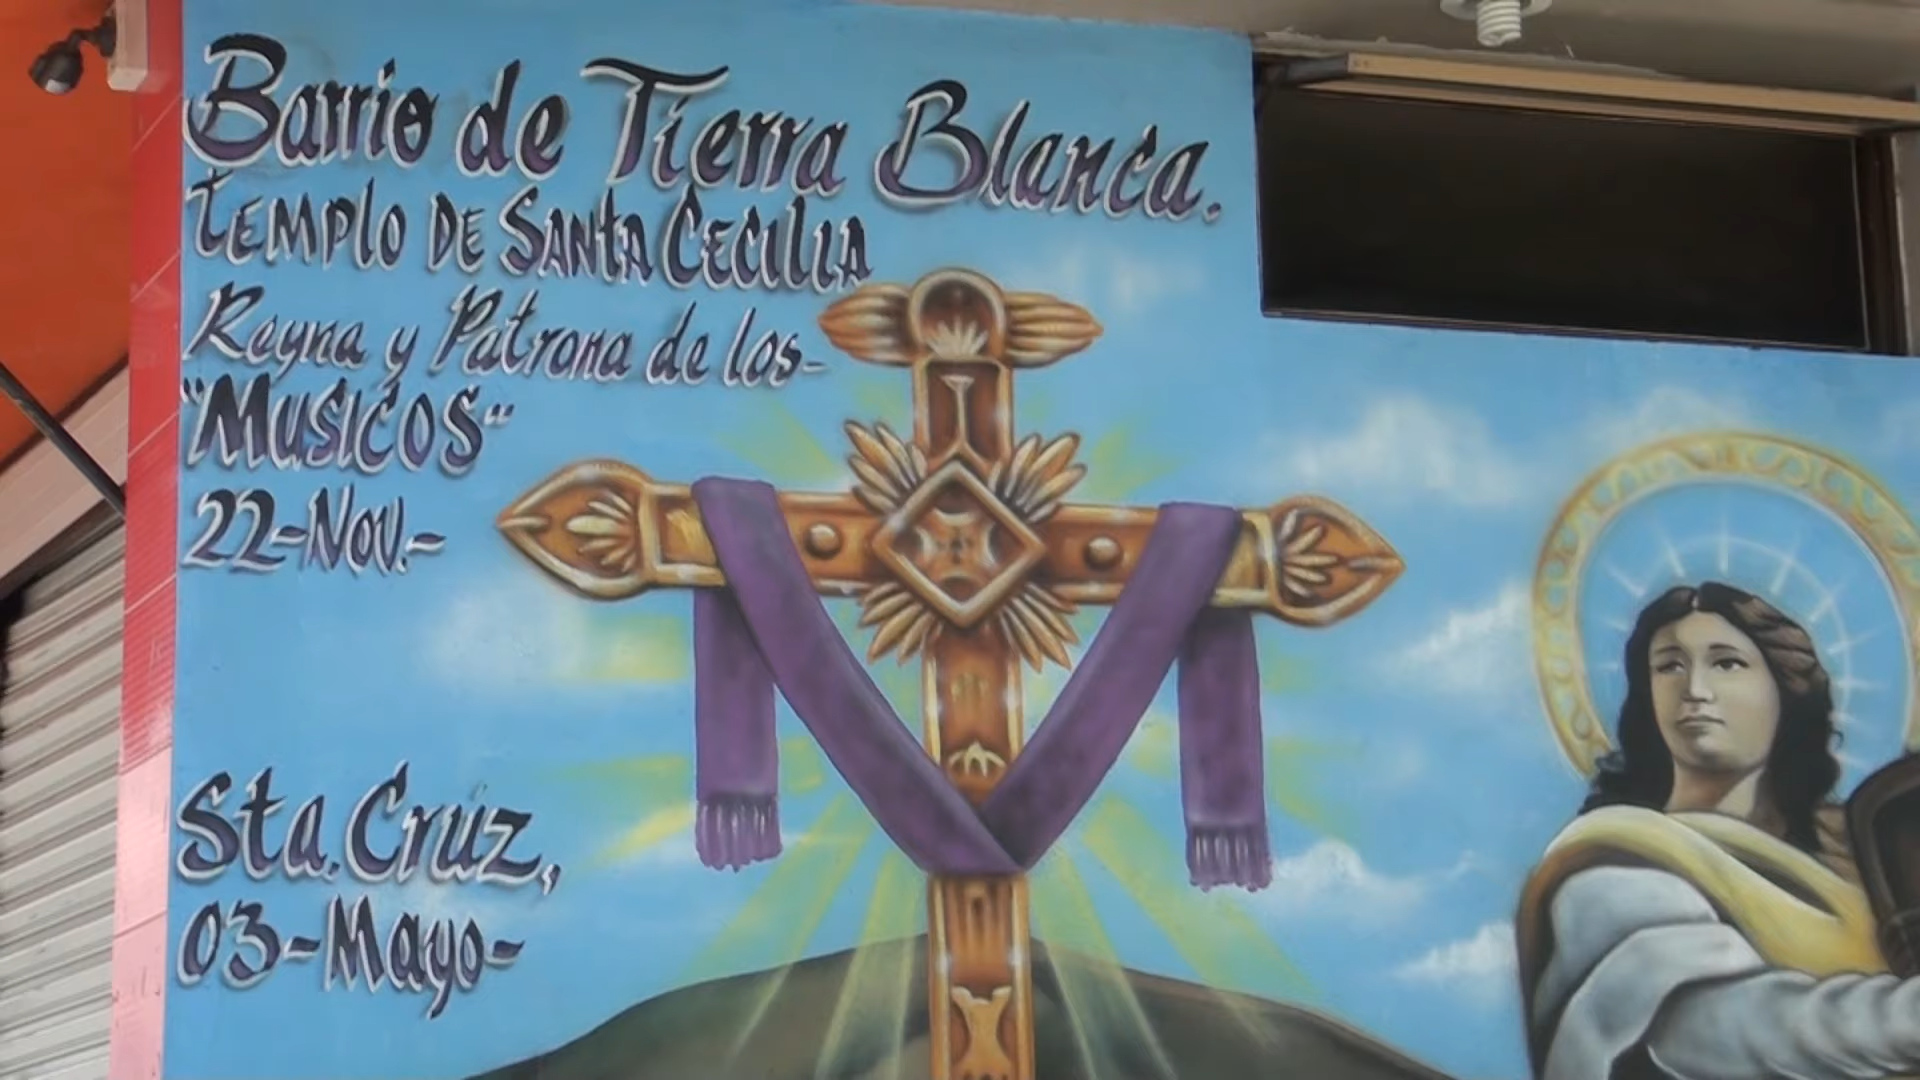 Barrio de Tierra Blanca.
TEMPLO DE SANTA CECILIA
Reyna y Patrona de los-
"MUSICOS"
22-Nov.-
Sta. Cruz,
03-Mayo-